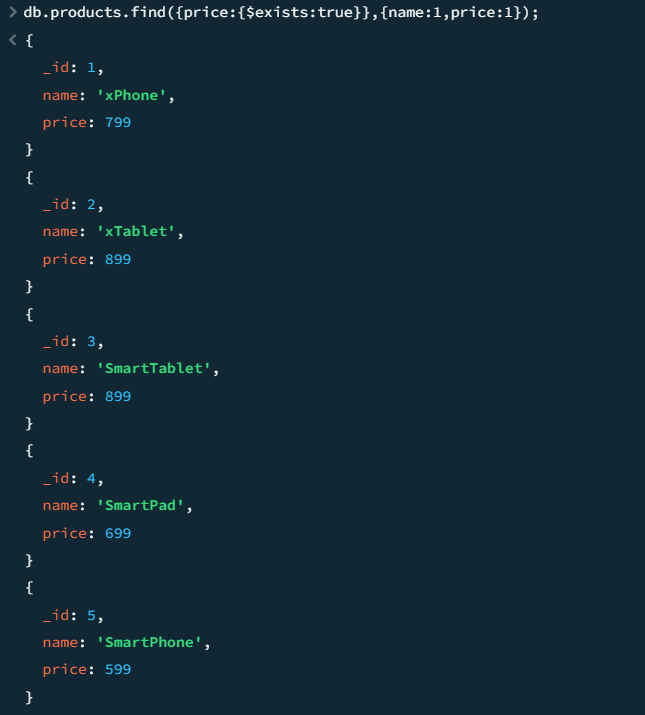 > db.products.find({price:{$exists:true}},{name:1,price:1});
< {
_id: 1,
name: 'xPhone',
price: 799
}
{
_id: 2,
name: 'xTablet',
price: 899
}
{
_id: 3,
name: 'SmartTablet',
price: 899
}
{
_id: 4,
name: 'SmartPad',
price: 699
}
{
_id: 5,
name: 'SmartPhone',
price: 599
}